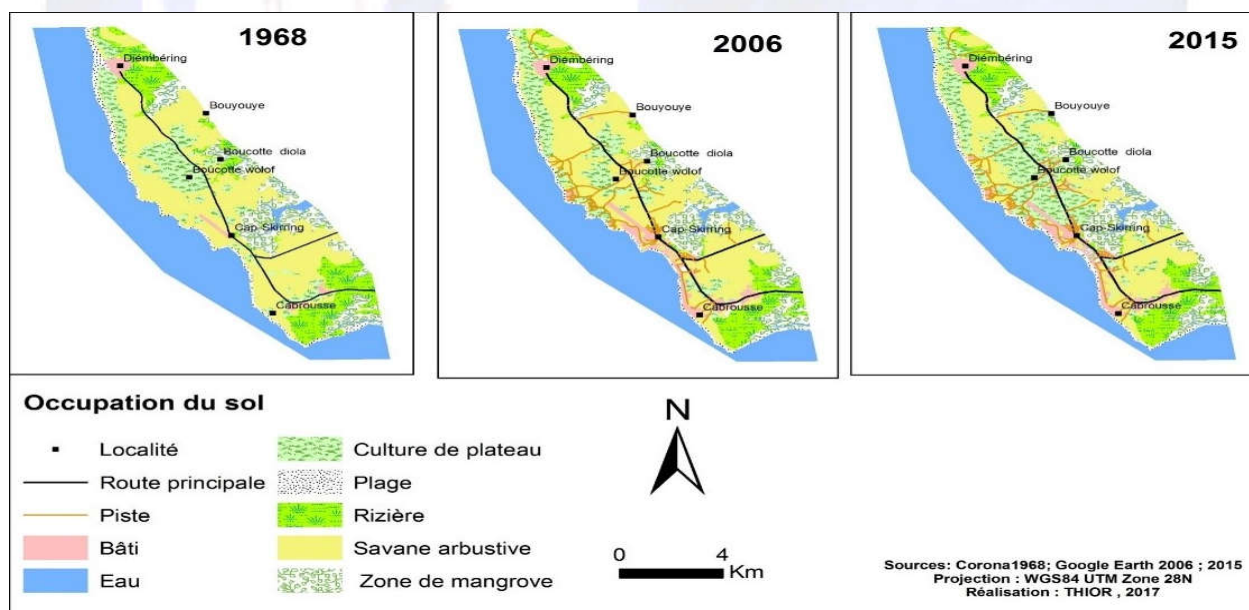 1968
Diémbéring
Bouyouye
Boucotte diola
Boucotte wolof
Cap-Skirring
Cabrousse
2006
Diémbéring
Bouyouye
Boucotte diola
Boucotte wolof
Cap-Skirring
Cabrousse
2015
Diémbéring
Bouyouye
Boucotte diola
Boucotte wolof
Cap-Skirring
Cabrousse
Occupation du sol
Localité
Route principale
Piste
Bâti
Eau
Culture de plateau
Plage
Rizière
Savane arbustive
Zone de mangrove
N
0 4
Km
Sources: Corona1968; Google Earth 2006 ; 2015
Projection : WGS84 UTM Zone 28N
Réalisation : THIOR , 2017